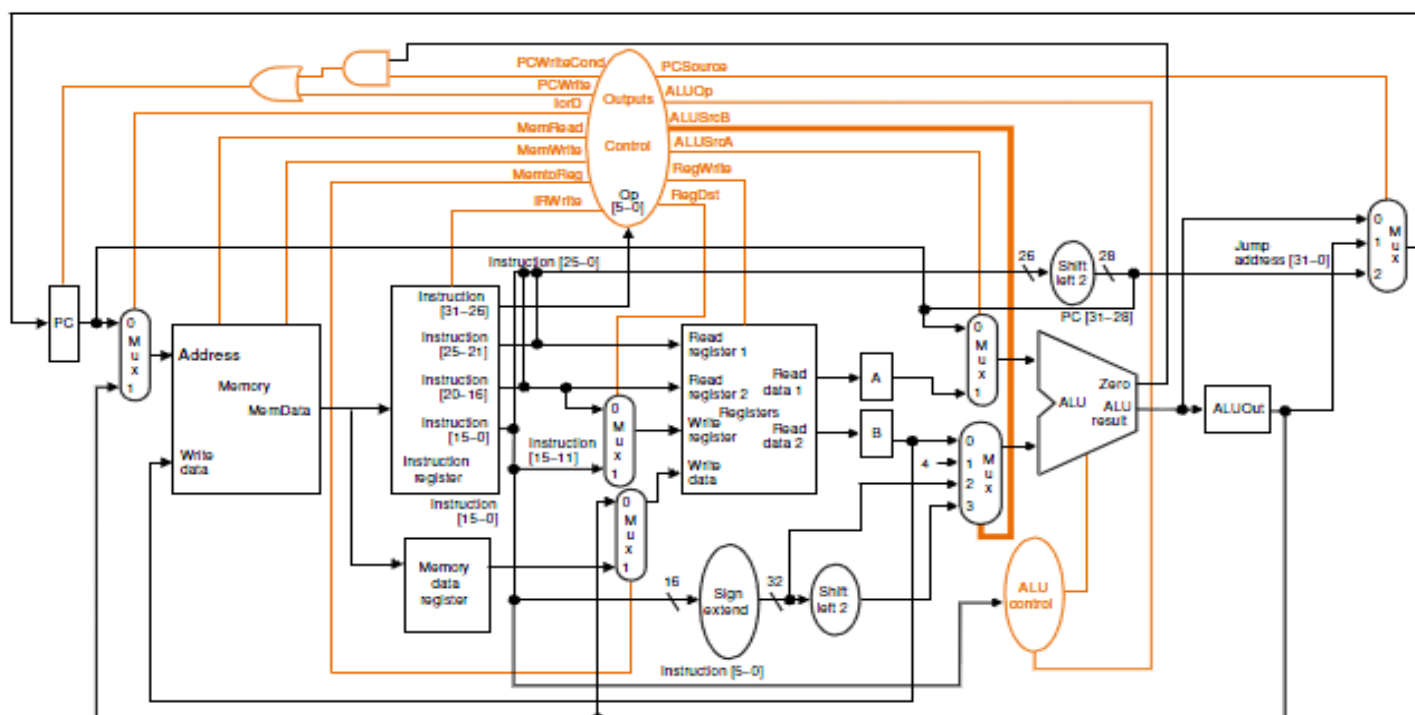 PCWriteCond
PCSource
PCWrite
ALUOp
IorD
Outputs
ALUSrcB
MemRead
Control
ALUSrcA
MemWrite
RegWrite
MemtoReg
RegDst
IRWrite
Op
[5–0]
Instruction [25–0]
26
Shift
left 2
28
Jump
address [31–0]
0
1
2
M
u
x
PC
0
M
u
x
1
Address
Memory
MemData
Write
data
Instruction
[31–26]
Instruction
[25–21]
Instruction
[20–16]
Instruction
[15–0]
Instruction
register
Instruction
[15–11]
0
M
u
x
1
Read
register 1
Read
register 2
Write
register
Write
data
Registers
Read
data 1
Read
data 2
A
B
PC [31–28]
0
M
u
x
1
4
0
1
2
3
M
u
x
Zero
ALU
ALU
result
ALUOut
Instruction
[15–0]
0
M
u
x
1
Memory
data
register
16
Sign
extend
32
Shift
left 2
ALU
control
Instruction [5–0]